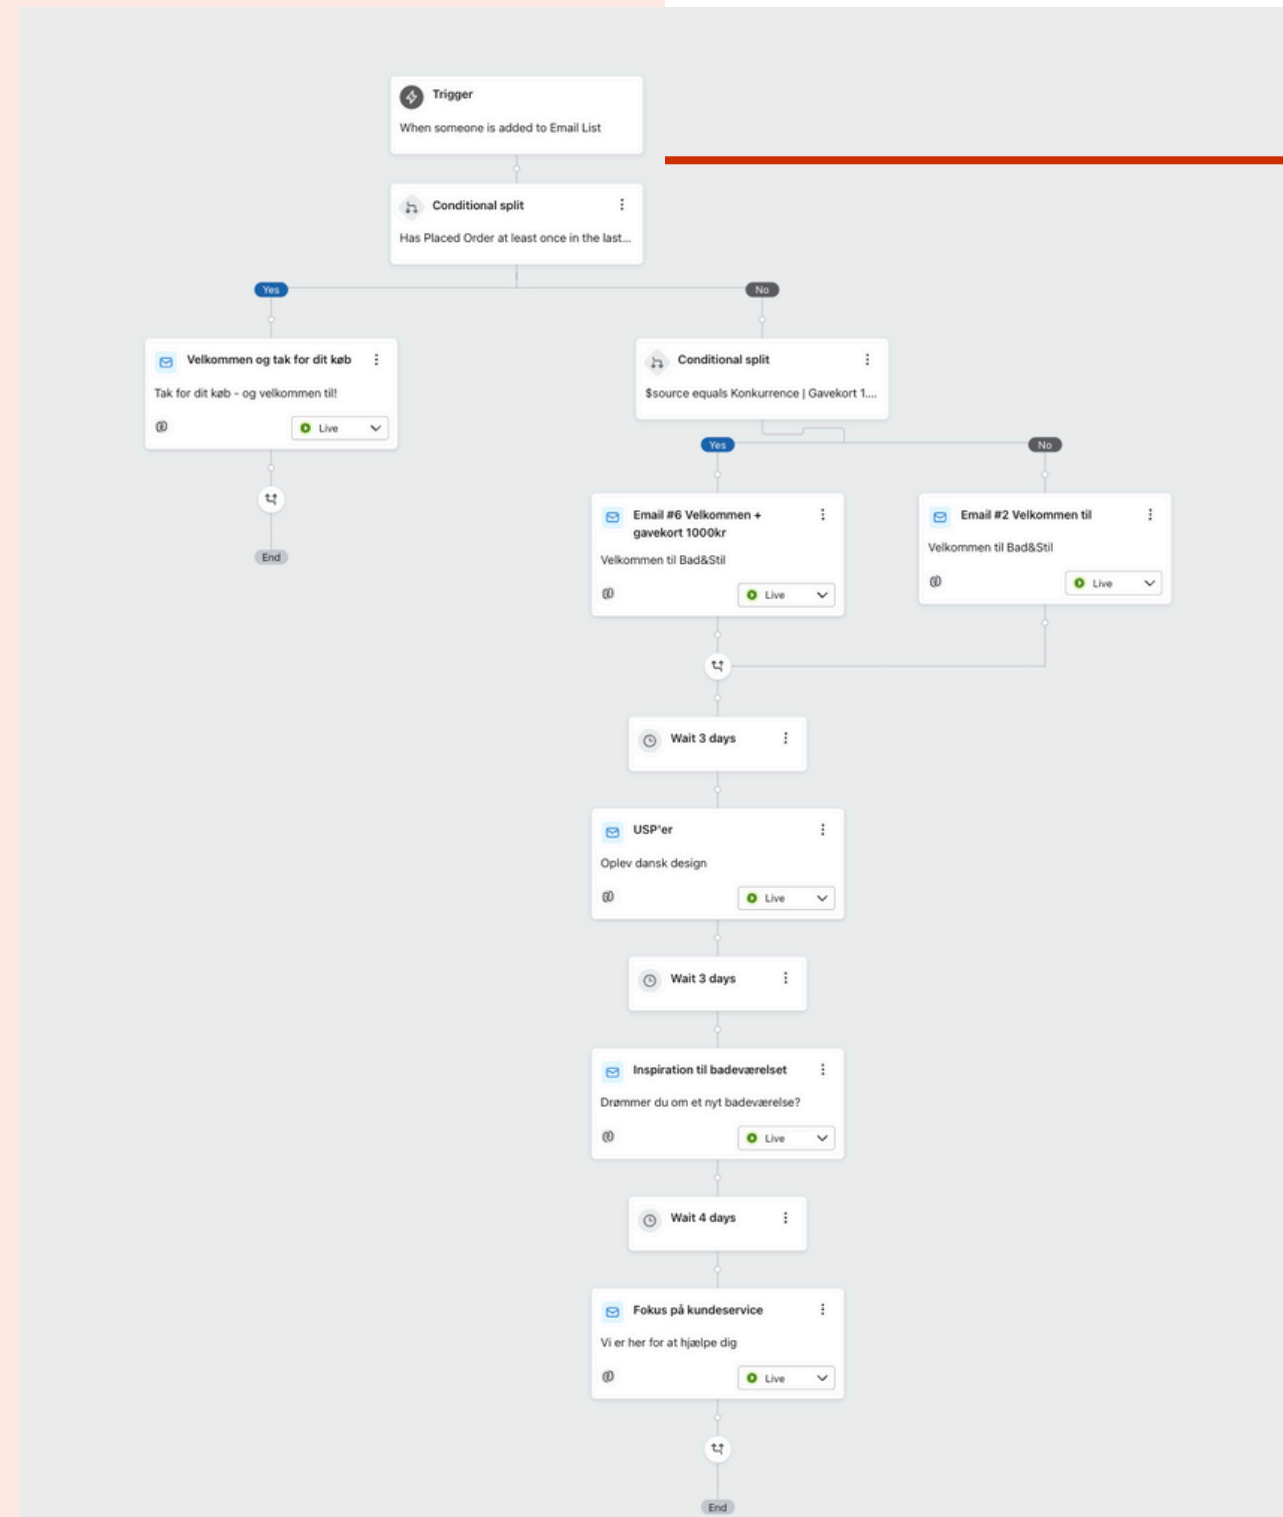 Trigger
When someone is added to Email List
Conditional split
Has Placed Order at least once in the last...
Yes
No
Velkommen og tak for dit køb
Tak for dit køb - og velkommen til!
Live
End
Conditional split
$source equals Konkurrence | Gavekort 1....
Yes
No
Email #6 Velkommen +
gavekort 1000kr
Velkommen til Bad&Stil
Live
Email #2 Velkommen til
Velkommen til Bad&Stil
Live
Wait 3 days
USP'er
Oplev dansk design
Live
Wait 3 days
Inspiration til badeværelset
Drømmer du om et nyt badeværelse?
Live
Wait 4 days
Fokus på kundeservice
Vi er her for at hjælpe dig
Live
End